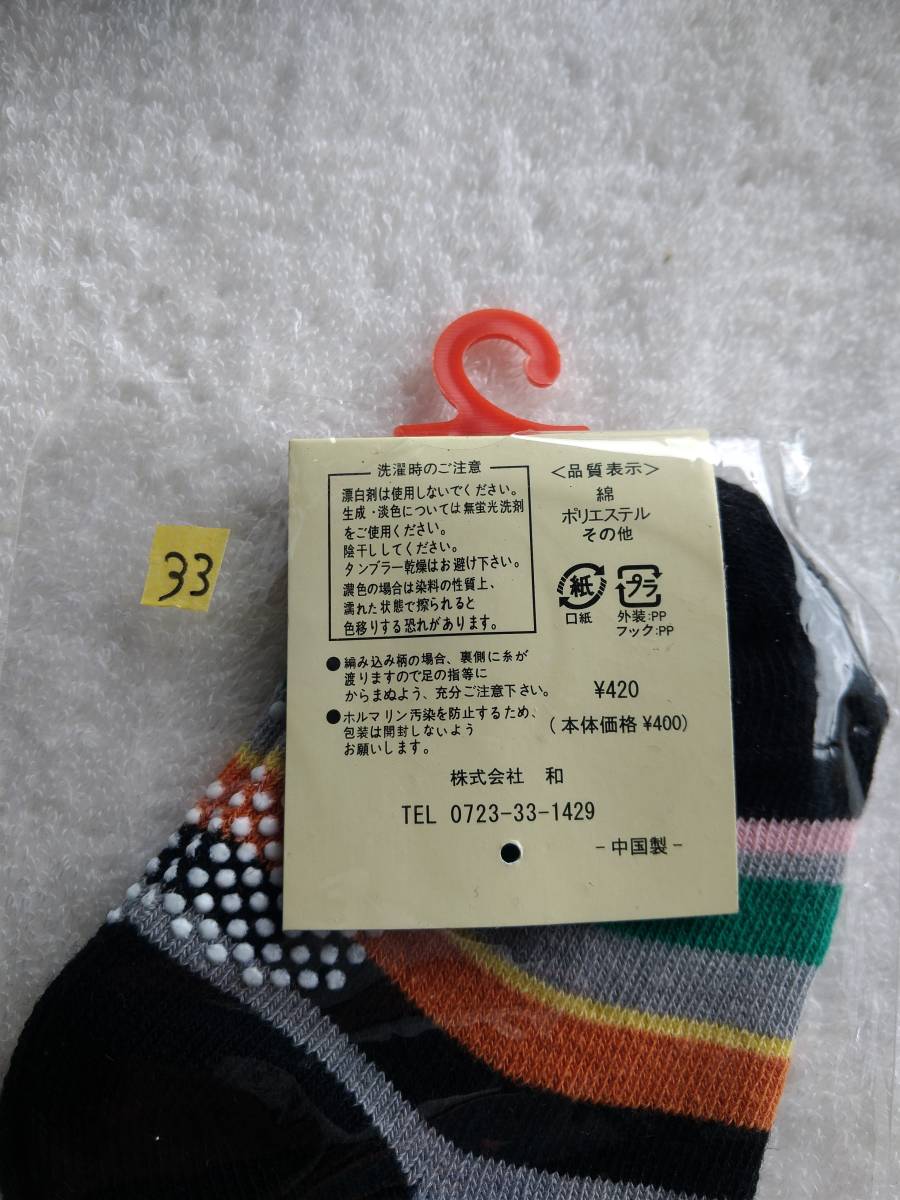 洗濯時のご注意
漂白剤は使用しないでください。
生成・淡色については無蛍光洗剤
をご使用ください。
陰干ししてください。
タンブラー乾燥はお避け下さい。
濃色の場合は染料の性質上、
濡れた状態で擦られると
色移りする恐れがあります。
●編み込み柄の場合、裏側に糸が
渡りますので足の指等に
からまぬよう、充分ご注意下さい。
●ホルマリン汚染を防止するため、
包装は開封しないよう
お願いします。
<品質表示>
綿
ポリエステル
その他
紙 プラ
口紙 外装:PP
フック:PP
¥420
(本体価格¥400)
株式会社 和
TEL 0723-33-1429
-中国製-
33